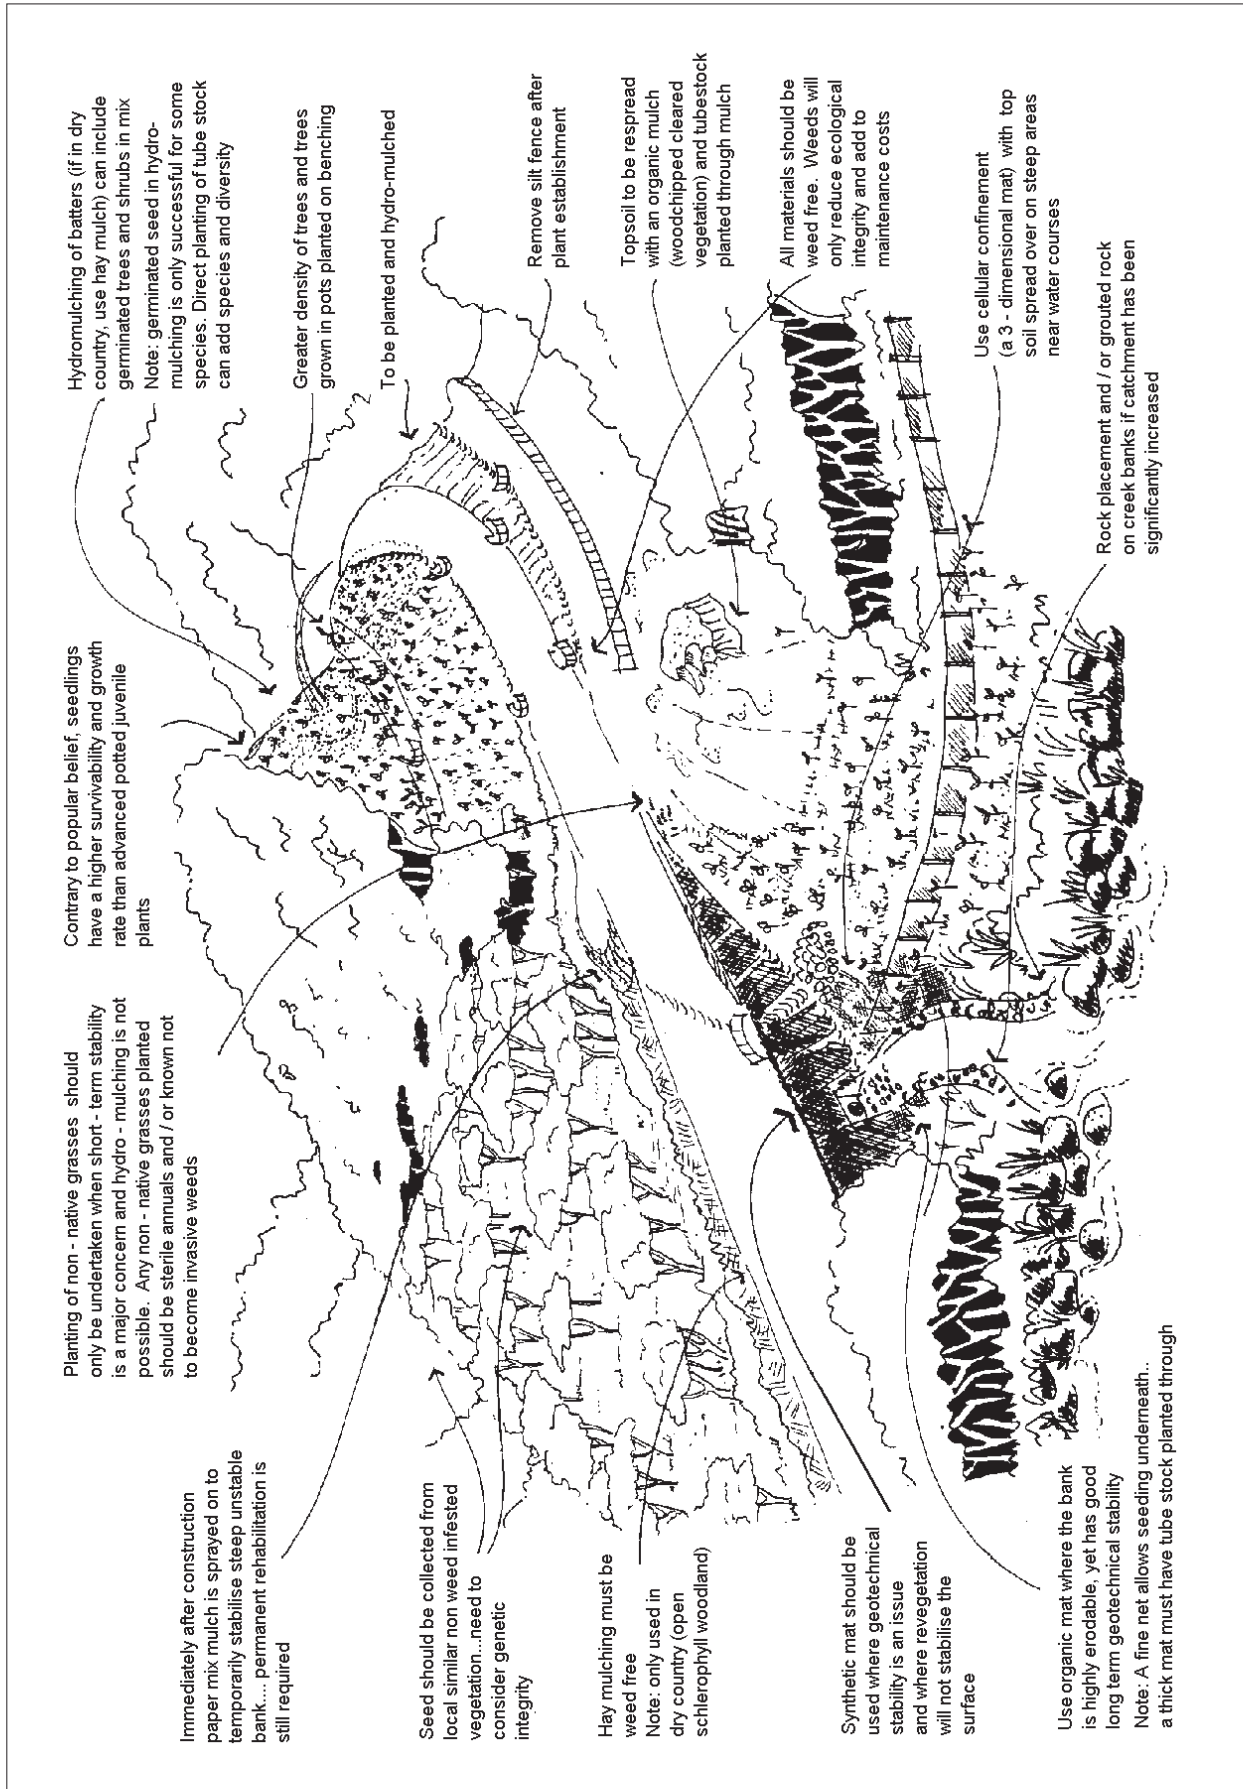 Immediately after construction
paper mix mulch is sprayed on to
temporarily stabilise steep unstable
bank.... permanent rehabilitation is
still required
Planting of non - native grasses should
only be undertaken when short - term stability
is a major concern and hydro - mulching is not
possible. Any non - native grasses planted
should be sterile annuals and / or known not
to become invasive weeds
Contrary to popular belief, seedlings
have a higher survivability and growth
rate than advanced potted juvenile
plants
Hydromulching of batters (if in dry
country, use hay mulch) can include
germinated trees and shrubs in mix
Note: germinated seed in hydro-
mulching is only successful for some
species. Direct planting of tube stock
can add species and diversity
Greater density of trees and trees
grown in pots planted on benching
To be planted and hydro-mulched
Remove silt fence after
plant establishment
Topsoil to be respread
with an organic mulch
(woodchipped cleared
vegetation) and tubestock
planted through mulch
All materials should be
weed free. Weeds will
only reduce ecological
integrity and add to
maintenance costs
Use cellular confinement
(a 3 - dimensional mat) with top
soil spread over on steep areas
near water courses
Rock placement and / or grouted rock
on creek banks if catchment has been
significantly increased
Seed should be collected from
local similar non weed infested
vegetation...need to
consider genetic
integrity
Hay mulching must be
weed free
Note: only used in
dry country (open
schlerophyll woodland)
Synthetic mat should be
used where geotechnical
stability is an issue
and where revegetation
will not stabilise the
surface
Use organic mat where the bank
is highly erodable, yet has good
long term geotechnical stability
Note: A fine net allows seeding underneath...
a thick mat must have tube stock planted through